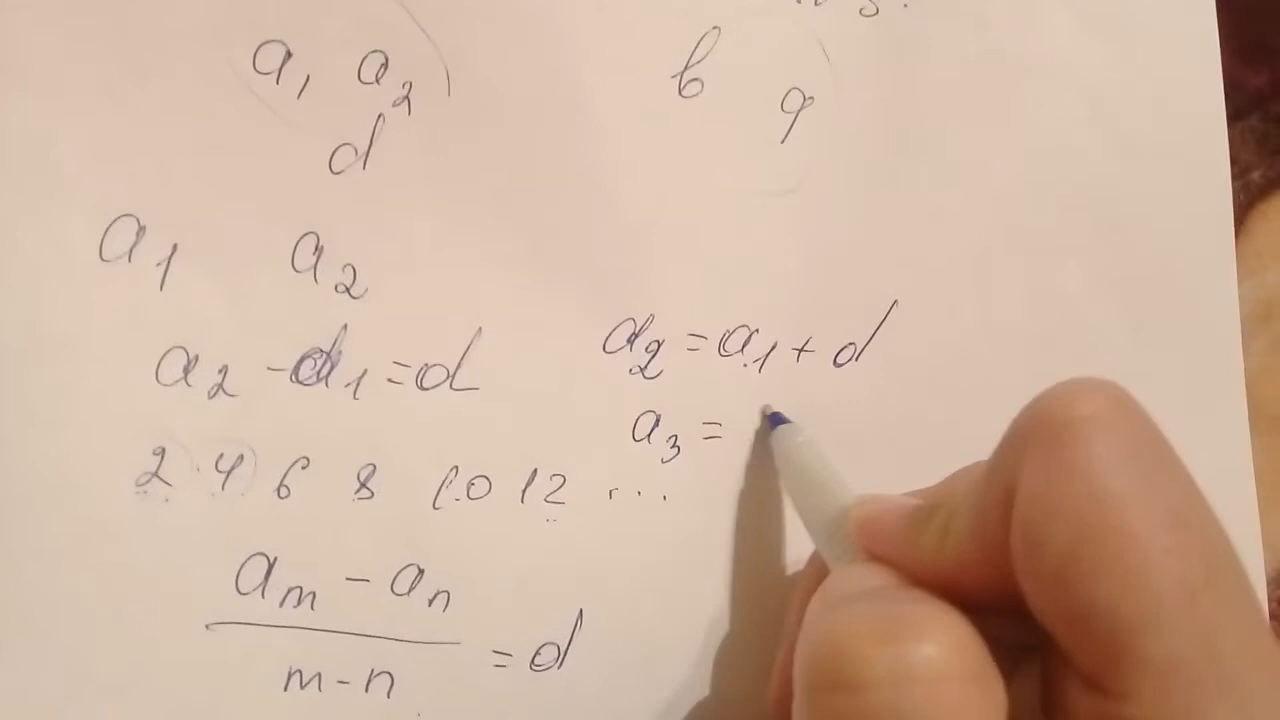 a₁ a₂ b q
d
a₁ a₂
a₂ - a₁ = d
a₂ = a₁ + d
a₃ =
2 4 6 8 10 12 ...
aₘ - aₙ
m - n
= d